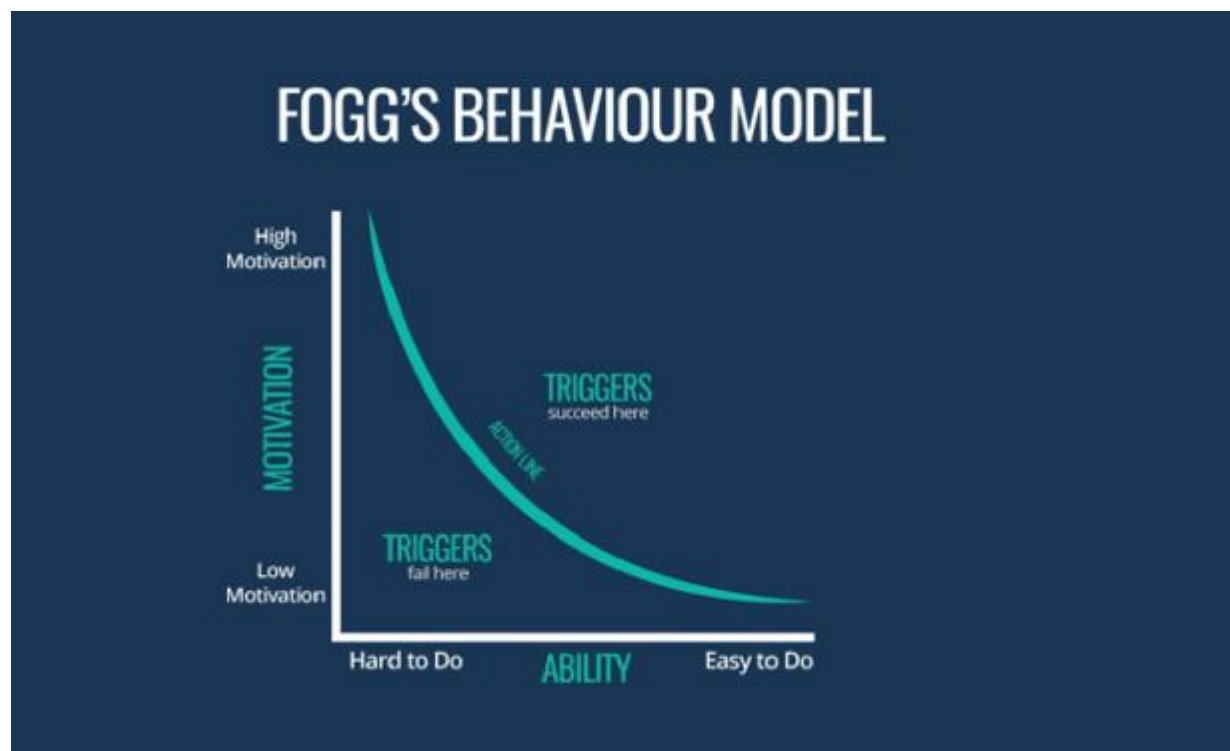 FOGG'S BEHAVIOUR MODEL
High
Motivation
MOTIVATION
TRIGGERS
succeed here
ACTION LINE
TRIGGERS
fail here
Low
Motivation
Hard to Do
ABILITY
Easy to Do